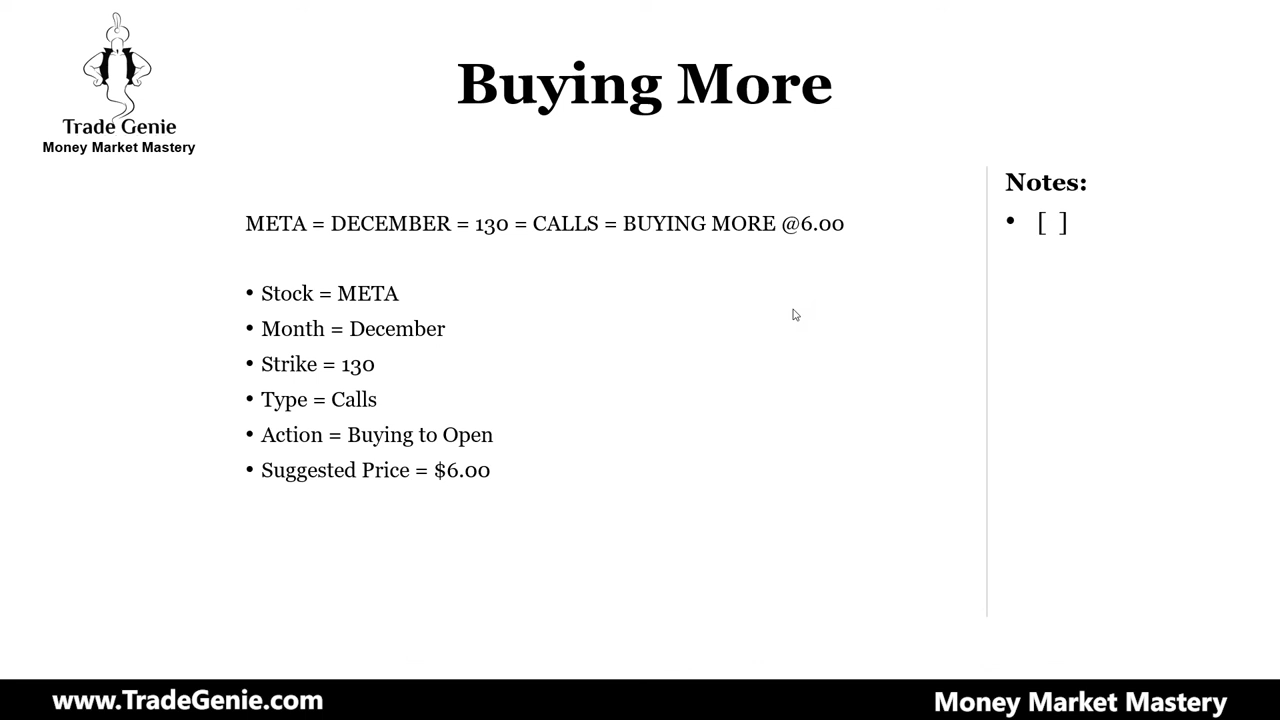 Trade Genie
Money Market Mastery
Buying More
META = DECEMBER = 130 = CALLS = BUYING MORE @6.00
• Stock = META
• Month = December
• Strike = 130
• Type = Calls
• Action = Buying to Open
• Suggested Price = $6.00
Notes:
• [ ]
www.TradeGenie.com
Money Market Mastery